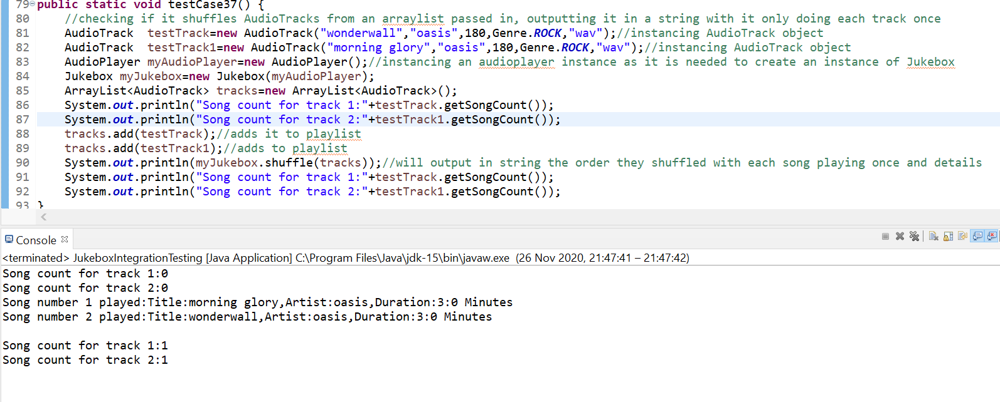 79 public static void testCase37() {
80 //checking if it shuffles AudioTracks from an arraylist passed in, outputting it in a string with it only doing each track once
81 AudioTrack  testTrack=new AudioTrack("wonderwall","oasis",180,Genre.ROCK,"wav");//instancing AudioTrack object
82 AudioTrack  testTrack1=new AudioTrack("morning glory","oasis",180,Genre.ROCK,"wav");//instancing AudioTrack object
83 AudioPlayer myAudioPlayer=new AudioPlayer();//instancing an audioplayer instance as it is needed to create an instance of Jukebox
84 Jukebox myJukebox=new Jukebox(myAudioPlayer);
85 ArrayList<AudioTrack> tracks=new ArrayList<AudioTrack>();
86 System.out.println("Song count for track 1:"+testTrack.getSongCount());
87 System.out.println("Song count for track 2:"+testTrack1.getSongCount());
88 tracks.add(testTrack);//adds it to playlist
89 tracks.add(testTrack1);//adds to playlist
90 System.out.println(myJukebox.shuffle(tracks));//will output in string the order they shuffled with each song playing once and details
91 System.out.println("Song count for track 1:"+testTrack.getSongCount());
92 System.out.println("Song count for track 2:"+testTrack1.getSongCount());
93 }
Console
<terminated> JukeboxIntegrationTesting [Java Application] C:\Program Files\Java\jdk-15\bin\javaw.exe  (26 Nov 2020, 21:47:41 – 21:47:42)
Song count for track 1:0
Song count for track 2:0
Song number 1 played:Title:morning glory,Artist:oasis,Duration:3:0 Minutes
Song number 2 played:Title:wonderwall,Artist:oasis,Duration:3:0 Minutes
Song count for track 1:1
Song count for track 2:1